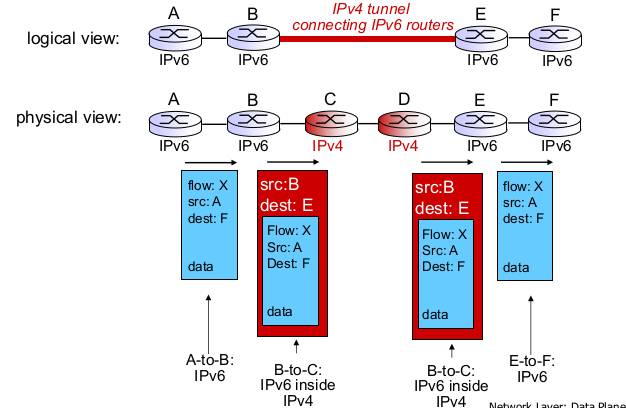 IPv4 tunnel
connecting IPv6 routers
A B E F
logical view:
IPv6 IPv6 IPv6 IPv6
A B C D E F
physical view:
IPv6 IPv6 IPv4 IPv4 IPv6 IPv6
flow: X
src: A
dest: F
data
src:B
dest: E
Flow: X
Src: A
Dest: F
data
src:B
dest: E
Flow: X
Src: A
Dest: F
data
flow: X
src: A
dest: F
data
A-to-B:
IPv6
B-to-C:
IPv6 inside
IPv4
B-to-C:
IPv6 inside
IPv4
E-to-F:
IPv6
Network Layer: Data Plane